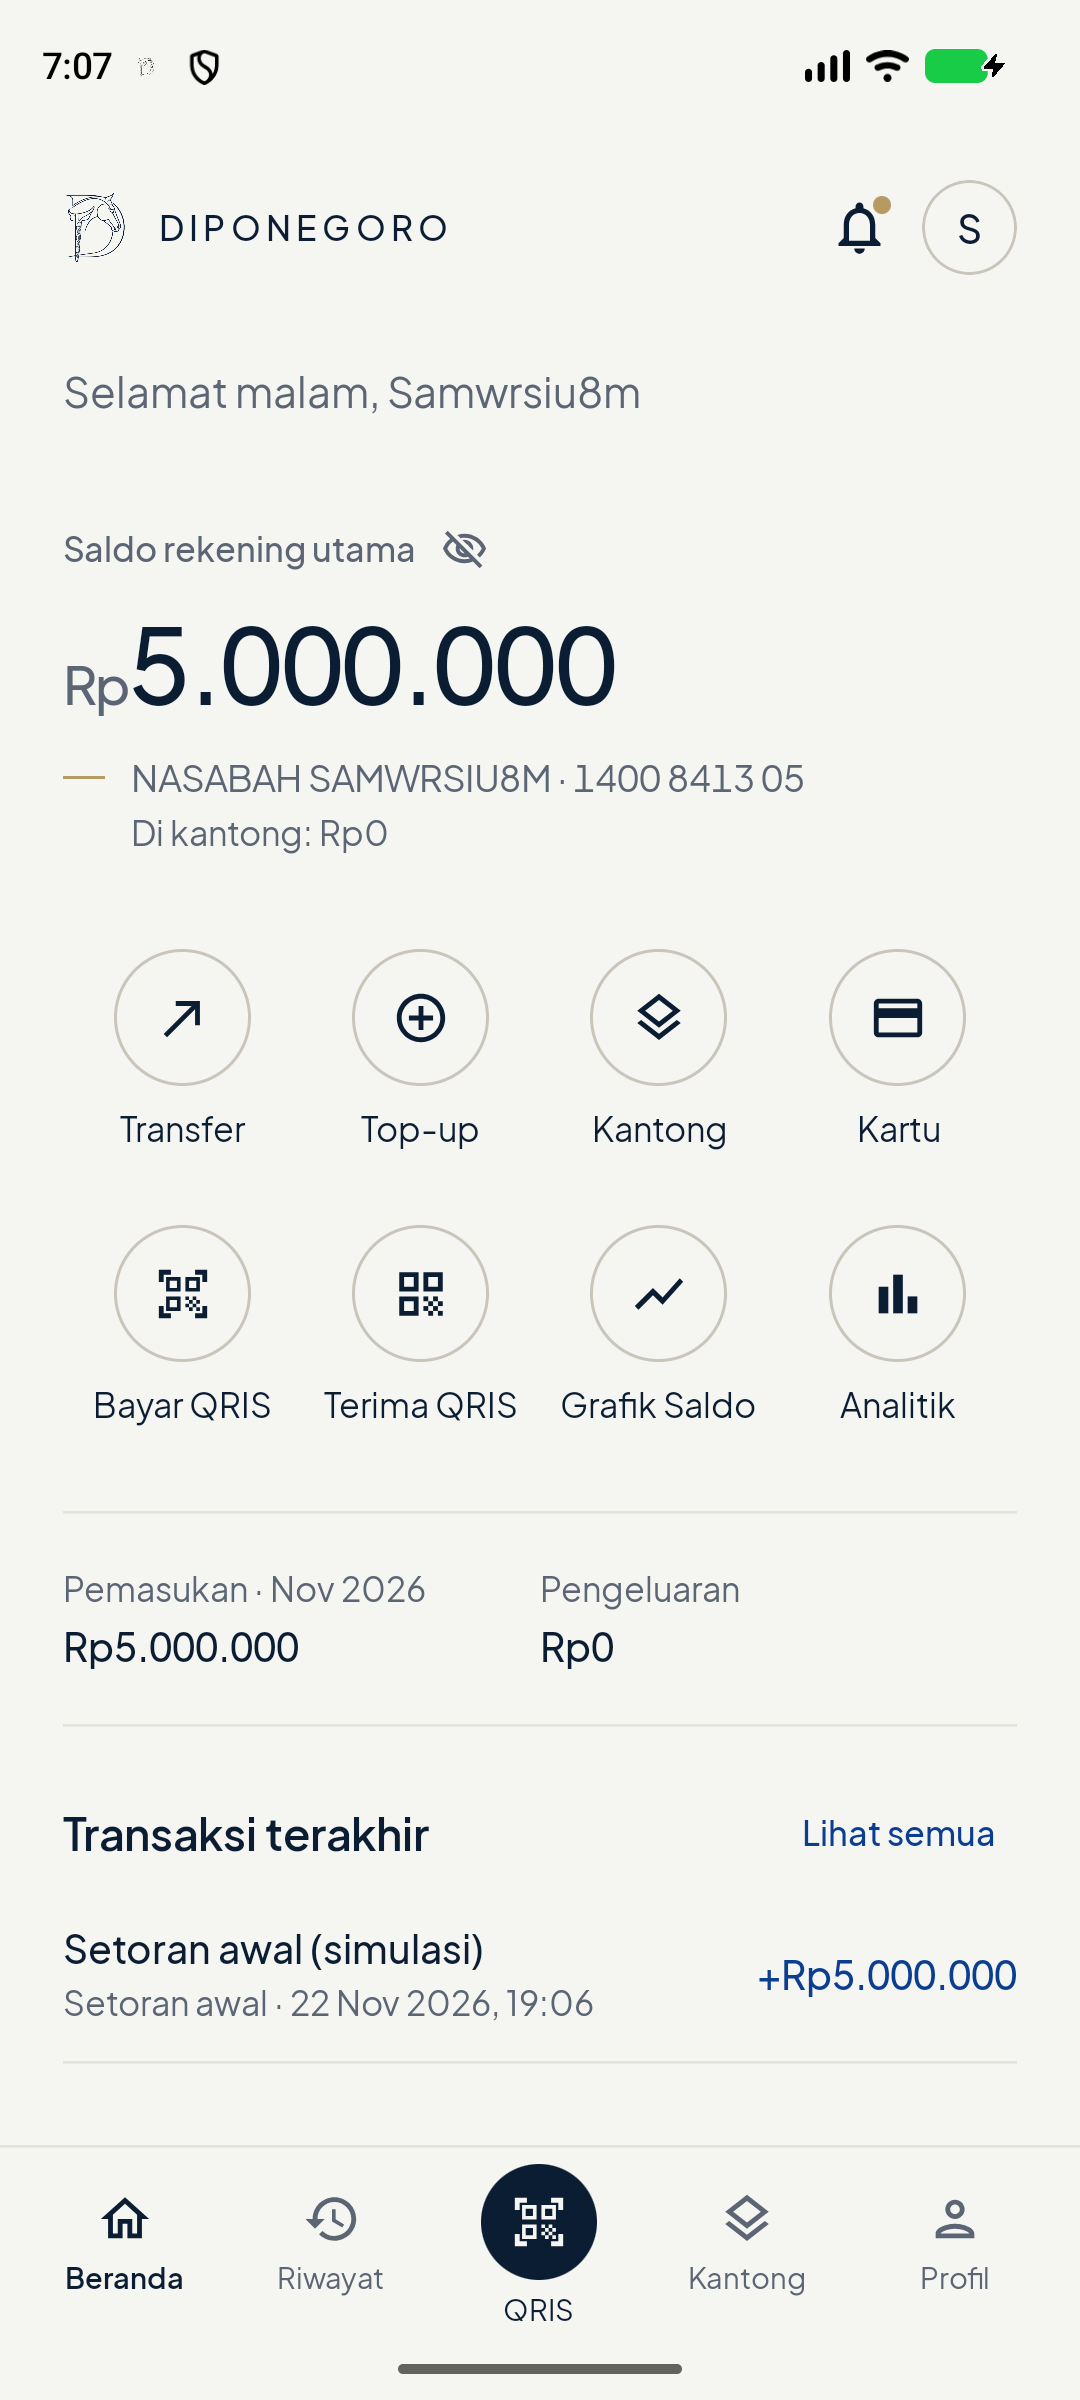 7:07
DIPONEGORO
S
Selamat malam, Samwrsiu8m
Saldo rekening utama
Rp5.000.000
NASABAH SAMWRSIU8M · 1400 8413 05
Di kantong: Rp0
Transfer
Top-up
Kantong
Kartu
Bayar QRIS
Terima QRIS
Grafik Saldo
Analitik
Pemasukan · Nov 2026
Pengeluaran
Rp5.000.000
Rp0
Transaksi terakhir
Lihat semua
Setoran awal (simulasi)
+Rp5.000.000
Setoran awal · 22 Nov 2026, 19:06
Beranda
Riwayat
QRIS
Kantong
Profil